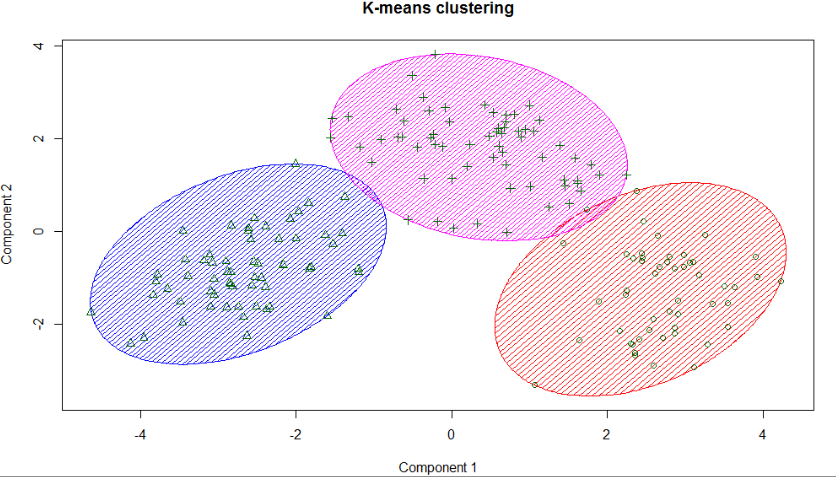 K-means clustering
4
2
0
-2
Component 2
-4 -2 0 2 4
Component 1